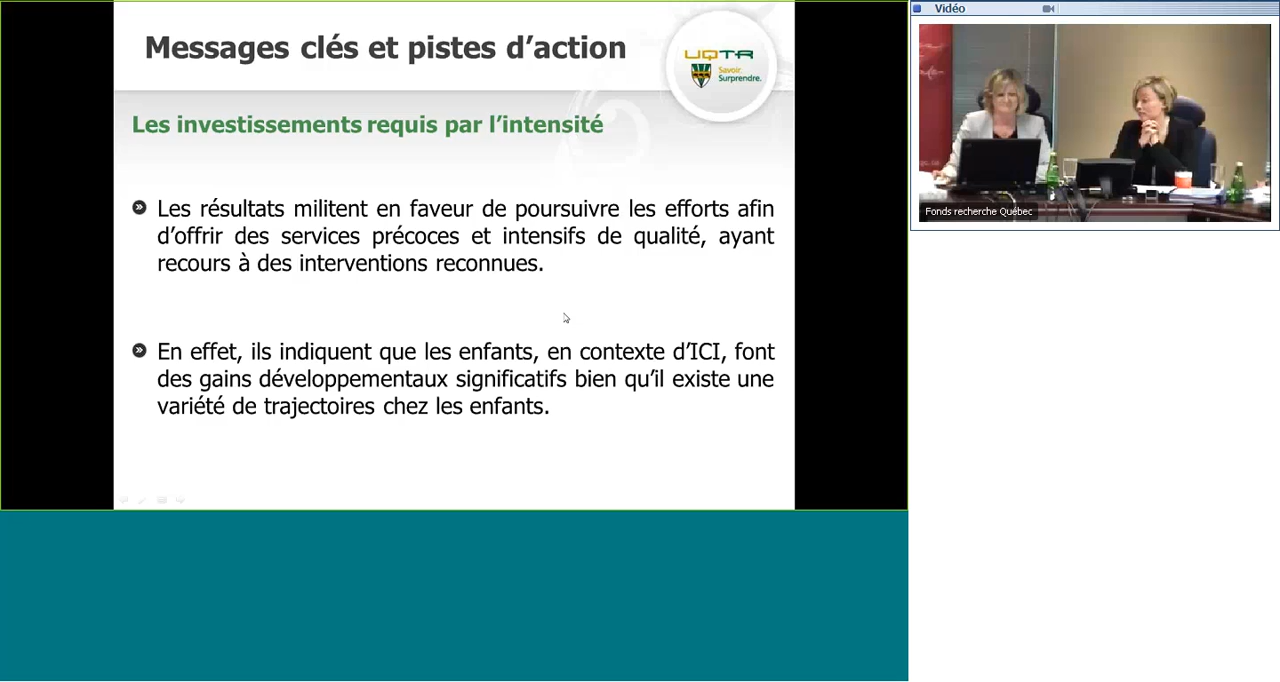 Messages clés et pistes d’action
UQTR
Savoir.
Surprendre.
Les investissements requis par l’intensité
Les résultats militent en faveur de poursuivre les efforts afin
d’offrir des services précoces et intensifs de qualité, ayant
recours à des interventions reconnues.
En effet, ils indiquent que les enfants, en contexte d’ICI, font
des gains développementaux significatifs bien qu’il existe une
variété de trajectoires chez les enfants.
Vidéo
Fonds recherche Québec